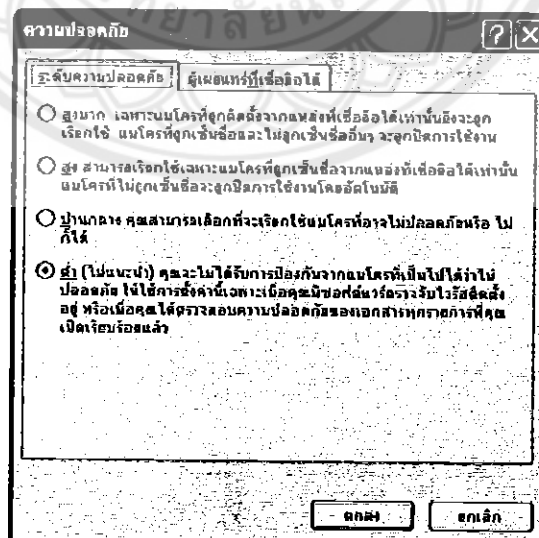 ความปลอดภัย
ระดับความปลอดภัย ผู้เผยแพร่ที่เชื่อถือได้
สูงมาก เฉพาะแมโครที่ถูกติดตั้งจากแหล่งที่เชื่อถือได้เท่านั้นถึงจะถูก
เรียกใช้ แมโครที่ถูกเซ็นชื่อและไม่ถูกเซ็นชื่ออื่นๆ จะถูกปิดการใช้งาน
สูง สามารถเรียกใช้เฉพาะแมโครที่ถูกเซ็นชื่อจากแหล่งที่เชื่อถือได้เท่านั้น
แมโครที่ไม่ถูกเซ็นชื่อจะถูกปิดการใช้งานโดยอัตโนมัติ
ปานกลาง คุณสามารถเลือกที่จะเรียกใช้แมโครที่อาจไม่ปลอดภัยหรือ ไม่
ก็ได้
ต่ำ (ไม่แนะนำ) คุณจะไม่ได้รับการป้องกันจากแมโครที่เป็นไปได้ว่าไม่
ปลอดภัย ให้ใช้การตั้งค่านี้เฉพาะเมื่อคุณมีซอฟต์แวร์ตรวจจับไวรัสติดตั้ง
อยู่ หรือเมื่อคุณได้ตรวจสอบความปลอดภัยของเอกสารทุกรายการที่คุณ
เปิดเรียบร้อยแล้ว
ตกลง ยกเลิก